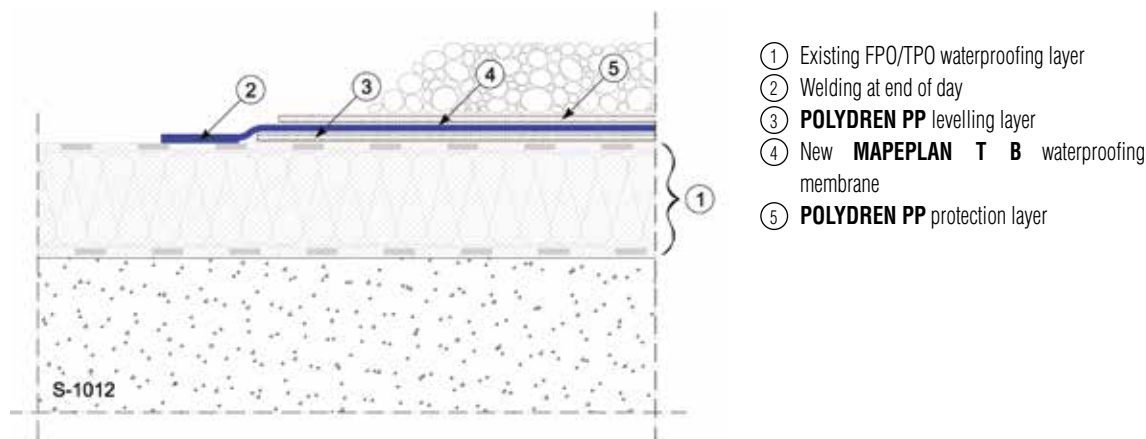 2
3
4
5
1
S-1012
1 Existing FPO/TPO waterproofing layer
2 Welding at end of day
3 POLYDREN PP levelling layer
4 New MAPEPLAN T B waterproofing
membrane
5 POLYDREN PP protection layer